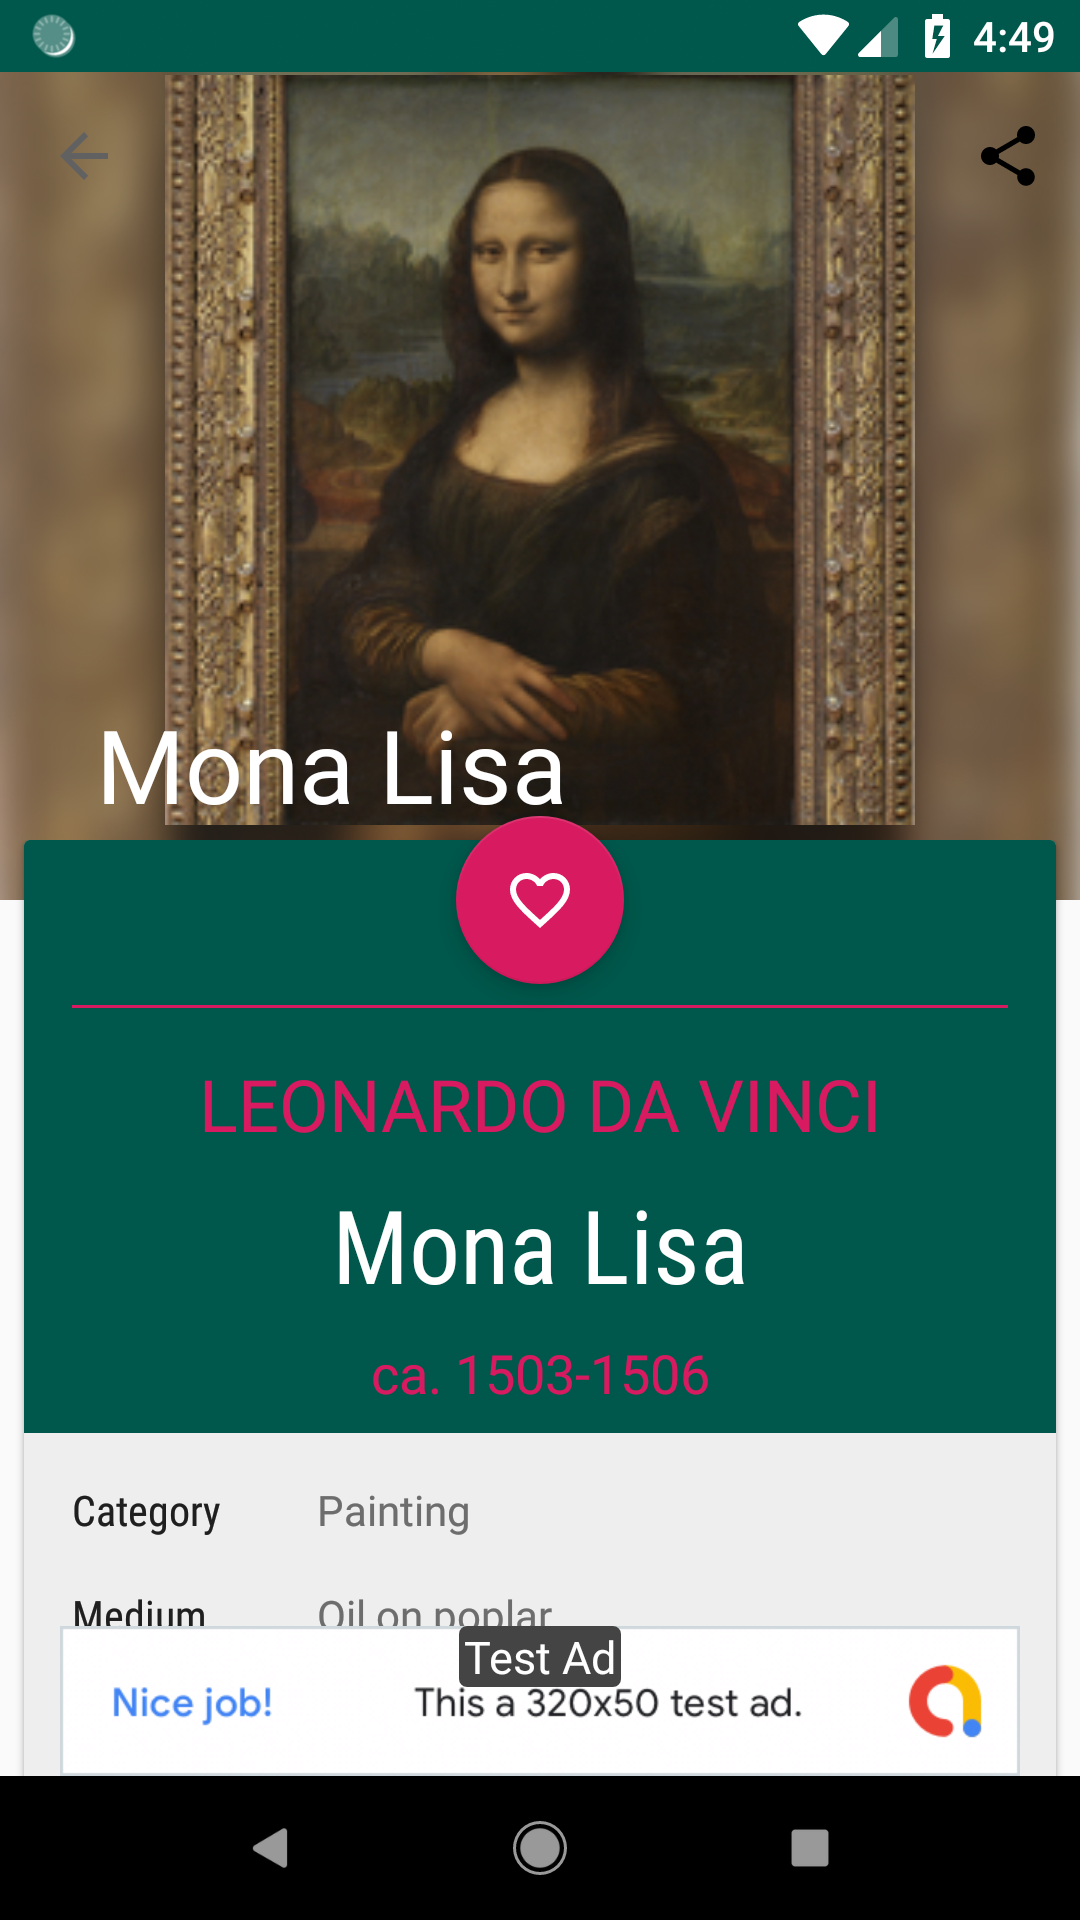 4:49
Mona Lisa
LEONARDO DA VINCI
Mona Lisa
ca. 1503-1506
Category Painting
Medium Oil on poplar
Test Ad
Nice job! This a 320x50 test ad.